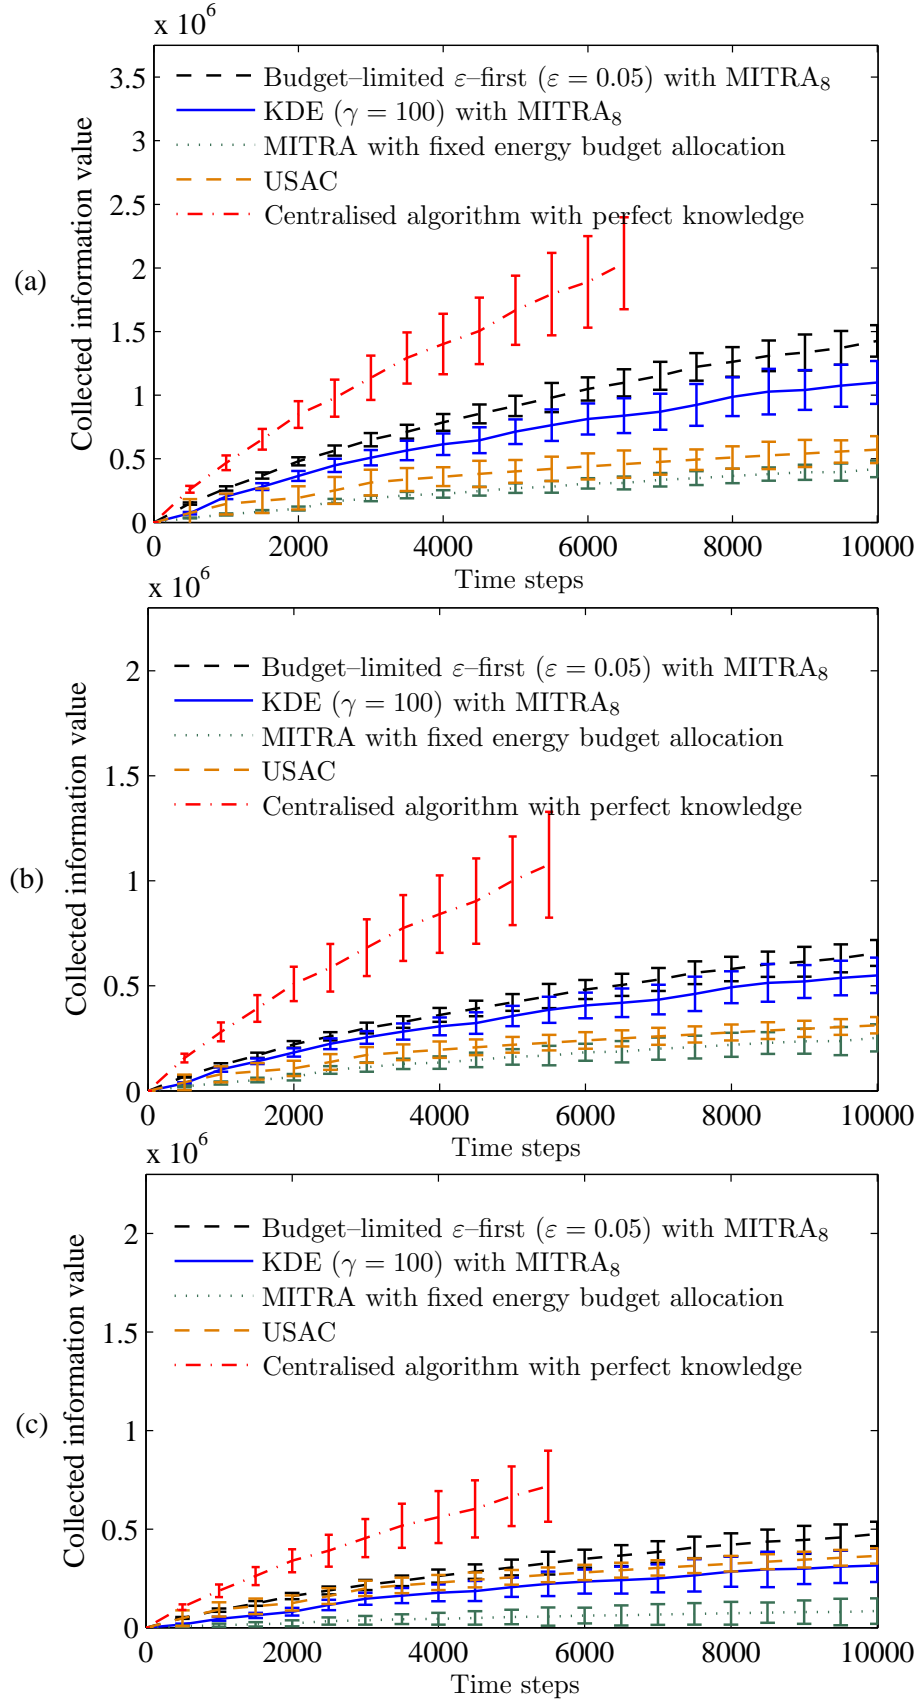 x 10^6
3.5
3
2.5
2
1.5
1
0.5
0
Budget–limited ε–first (ε = 0.05) with MITRA₈
KDE (γ = 100) with MITRA₈
MITRA with fixed energy budget allocation
USAC
Centralised algorithm with perfect knowledge
(a)
Collected information value
0 2000 4000 6000 8000 10000
Time steps
x 10^6
2
1.5
1
0.5
0
Budget–limited ε–first (ε = 0.05) with MITRA₈
KDE (γ = 100) with MITRA₈
MITRA with fixed energy budget allocation
USAC
Centralised algorithm with perfect knowledge
(b)
Collected information value
0 2000 4000 6000 8000 10000
Time steps
x 10^6
2
1.5
1
0.5
0
Budget–limited ε–first (ε = 0.05) with MITRA₈
KDE (γ = 100) with MITRA₈
MITRA with fixed energy budget allocation
USAC
Centralised algorithm with perfect knowledge
(c)
Collected information value
0 2000 4000 6000 8000 10000
Time steps